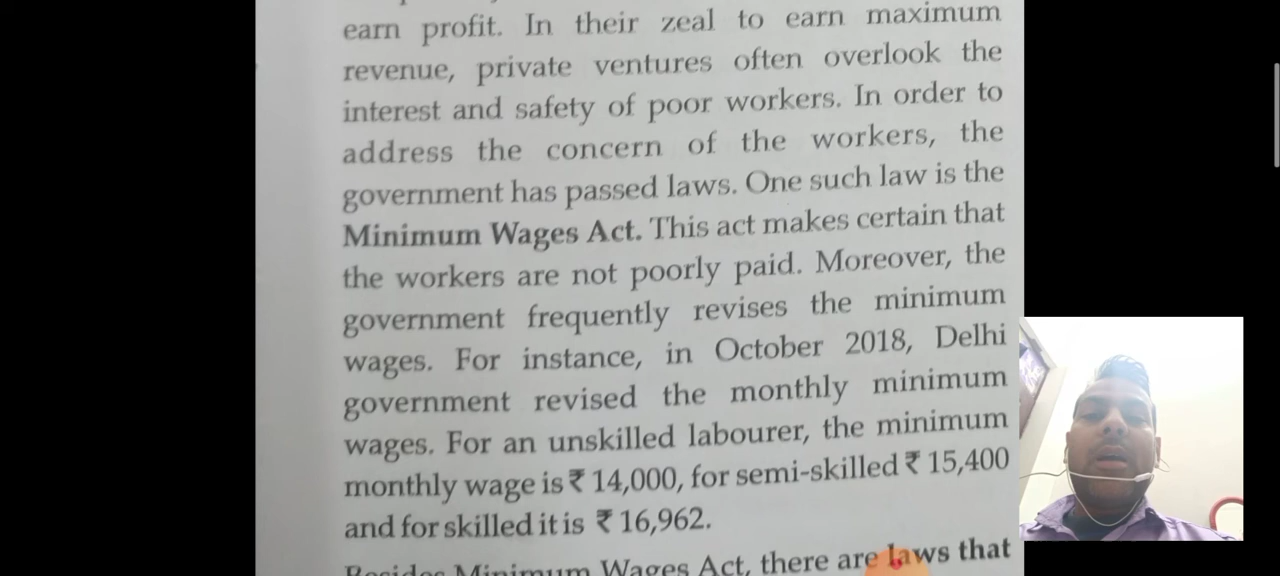 earn profit. In their zeal to earn maximum
revenue, private ventures often overlook the
interest and safety of poor workers. In order to
address the concern of the workers, the
government has passed laws. One such law is the
Minimum Wages Act. This act makes certain that
the workers are not poorly paid. Moreover, the
government frequently revises the minimum
wages. For instance, in October 2018, Delhi
government revised the monthly minimum
wages. For an unskilled labourer, the minimum
monthly wage is ₹ 14,000, for semi-skilled ₹ 15,400
and for skilled it is ₹ 16,962.
Besides Minimum Wages Act, there are laws that